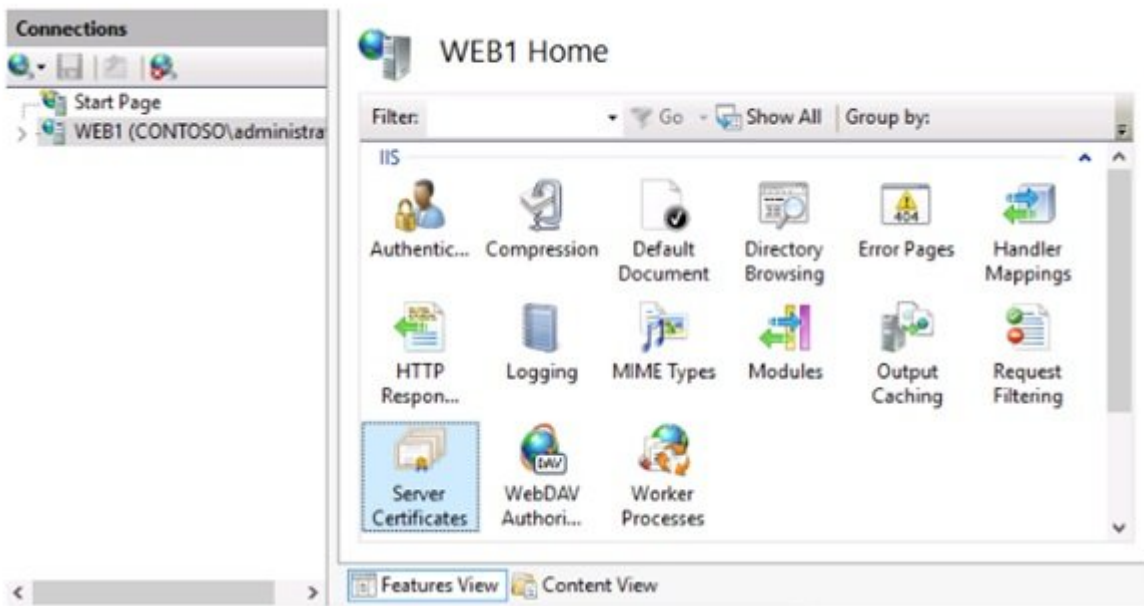 Connections
Start Page
WEB1 (CONTOSO\administra
WEB1 Home
Filter: Go Show All Group by:
IIS
Authentic... Compression Default Document Directory Browsing Error Pages Handler Mappings
HTTP Respon... Logging MIME Types Modules Output Caching Request Filtering
404
DAV
Server Certificates WebDAV Authori... Worker Processes
Features View Content View